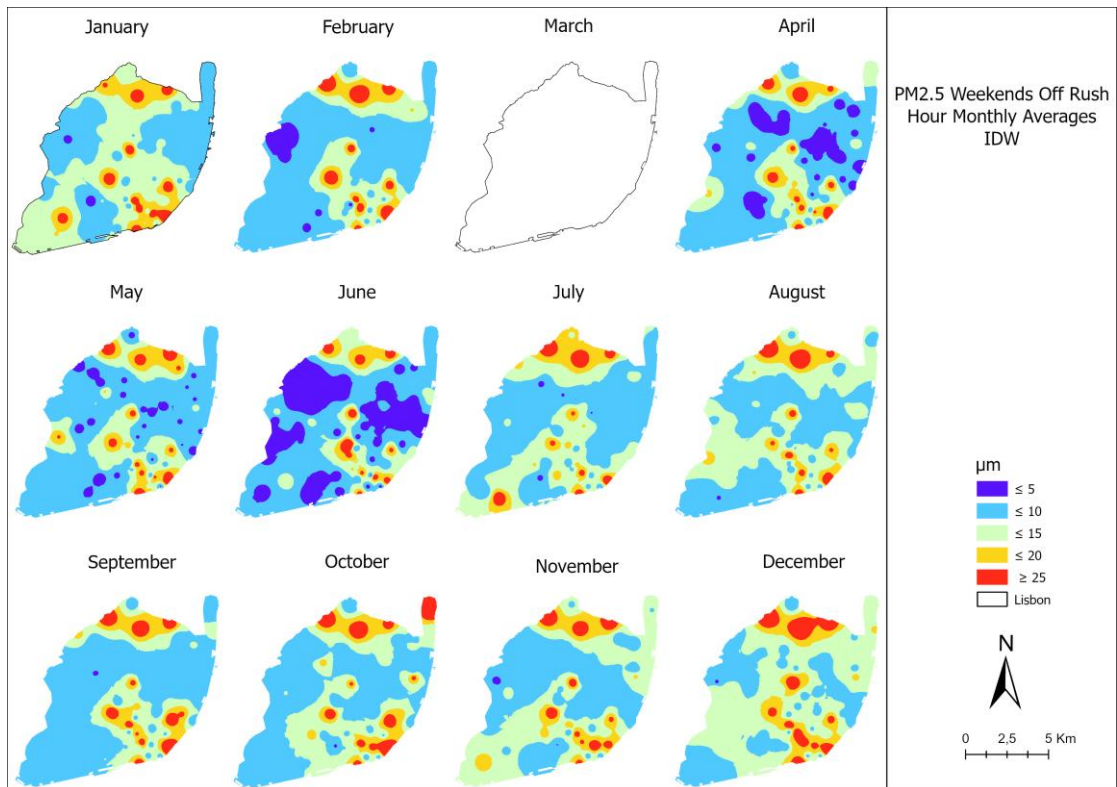 January
February
March
April
PM2.5 Weekends Off Rush
Hour Monthly Averages
IDW
May
June
July
August
µm
≤ 5
≤ 10
≤ 15
≤ 20
≥ 25
Lisbon
September
October
November
December
N
0 2,5 5 Km